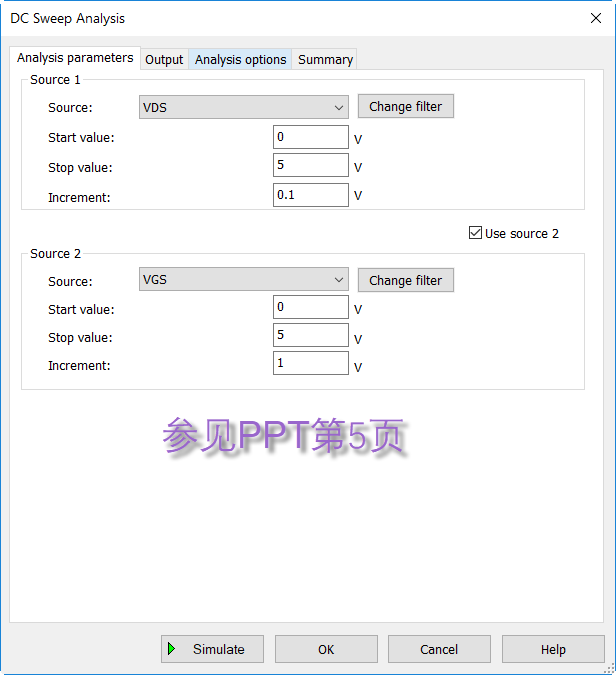 DC Sweep Analysis
Analysis parameters Output Analysis options Summary
Source 1
Source: VDS Change filter
Start value: 0 V
Stop value: 5 V
Increment: 0.1 V
Use source 2
Source 2
Source: VGS Change filter
Start value: 0 V
Stop value: 5 V
Increment: 1 V
参见PPT第5页
Simulate OK Cancel Help